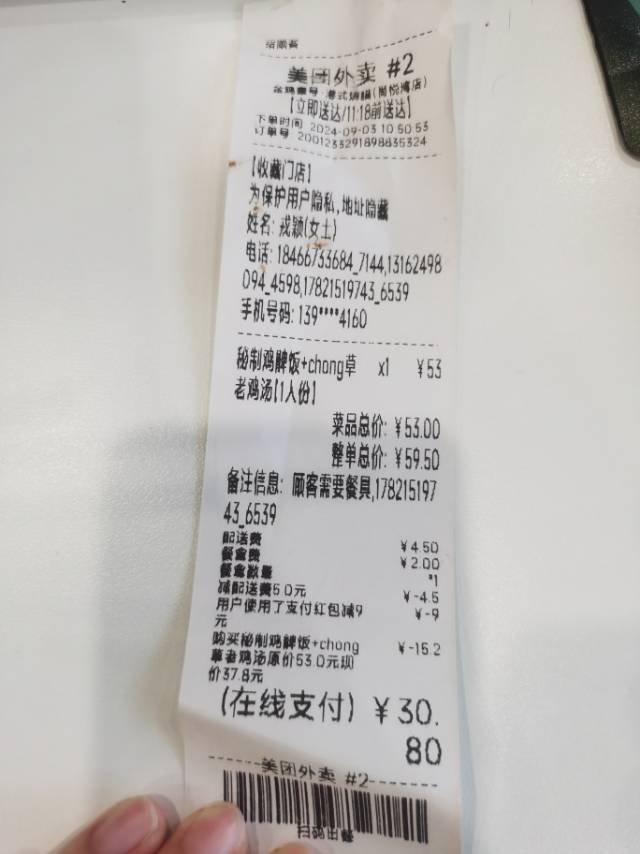 美团外卖 #2
【立即送达/11:18前送达】
下单时间 2024-09-03 10:50:53
订单号 2001233291898835324
【收藏门店】
为保护用户隐私,地址隐藏
姓名: 戎颖(女士)
电话: 18466733684_7144,13162498
094_4598,17821519743_6539
手机号码: 139****4160
秘制鸡髀饭+chong草 x1 ¥53
老鸡汤【1人份】
菜品总价: ¥53.00
整单总价: ¥59.50
备注信息: 顾客需要餐具,178215197
43_6539
配送费 ¥4.50
餐盒费 ¥2.00
餐盒数量 *1
减配送费5.0元 ¥-4.5
用户使用了支付红包减9 ¥-9
元
购买秘制鸡髀饭+chong ¥-15.2
草老鸡汤原价53.0元现
价37.8元
(在线支付) ¥30.
80
美团外卖 #2
扫码出餐